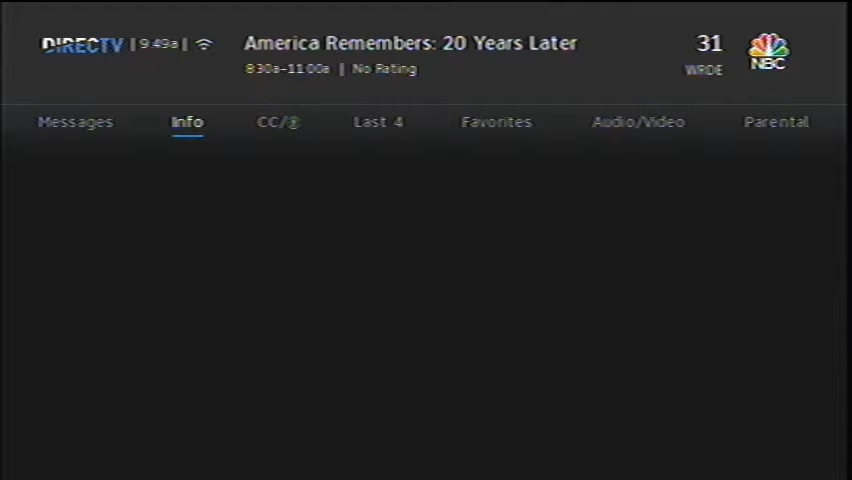 DIRECTV | 9:49a |
America Remembers: 20 Years Later
31
8:30a-11:00a | No Rating
WRDE
NBC
Messages Info CC/ Last 4 Favorites Audio/Video Parental